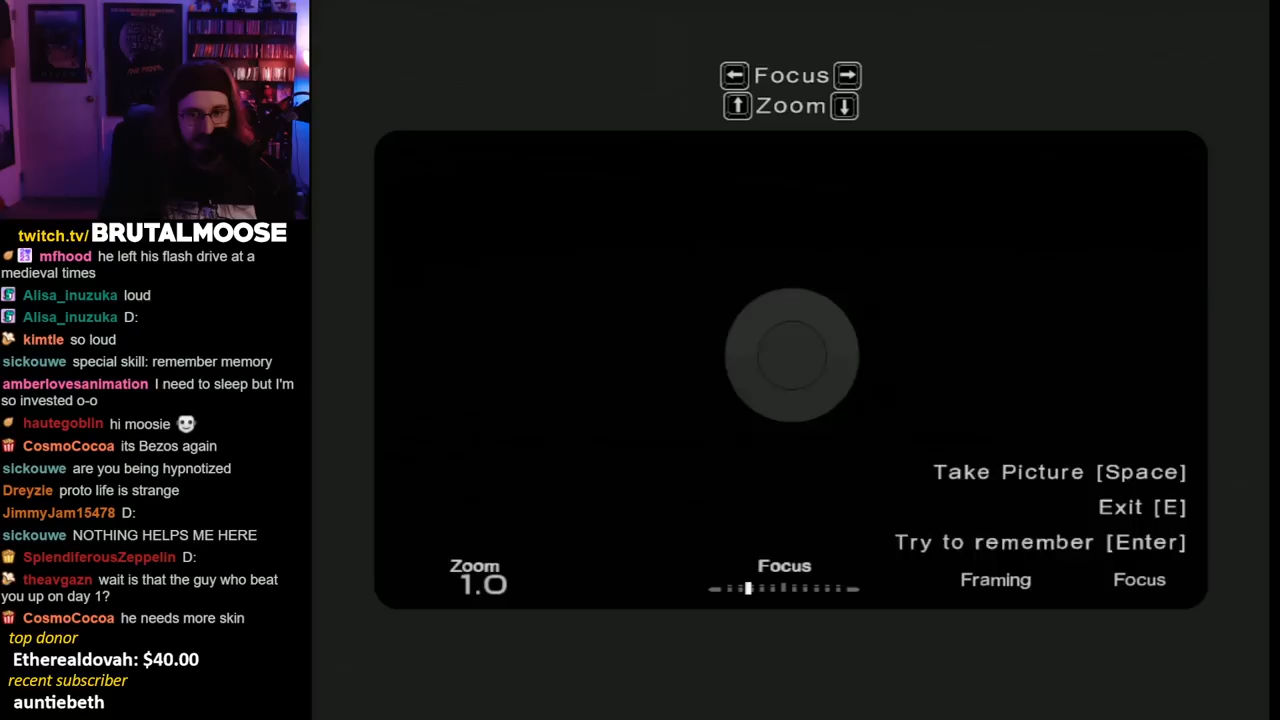 twitch.tv/BRUTALMOOSE
mfhood he left his flash drive at a
medieval times
Alisa_inuzuka loud
Alisa_inuzuka D:
kimtle so loud
sickouwe special skill: remember memory
amberlovesanimation I need to sleep but I'm
so invested o-o
hautegoblin hi moosie
CosmoCocoa its Bezos again
sickouwe are you being hypnotized
Dreyzie proto life is strange
JimmyJam15478 D:
sickouwe NOTHING HELPS ME HERE
SplendiferousZeppelin D:
theavgazn wait is that the guy who beat
you up on day 1?
CosmoCocoa he needs more skin
top donor
Etherealdovah: $40.00
recent subscriber
auntiebeth
← Focus →
↑ Zoom ↓
Take Picture [Space]
Exit [E]
Try to remember [Enter]
Zoom
1.0
Focus
Framing
Focus